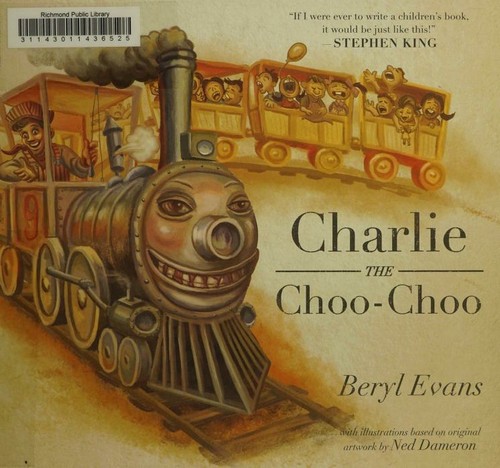 Richmond Public Library
31143011436525
"If I were ever to write a children's book,
it would be just like this!"
—STEPHEN KING
9
Charlie
THE
Choo-Choo
Beryl Evans
with illustrations based on original
artwork by Ned Dameron